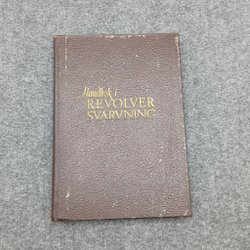 Handbok i
REVOLVER
SVARVNING